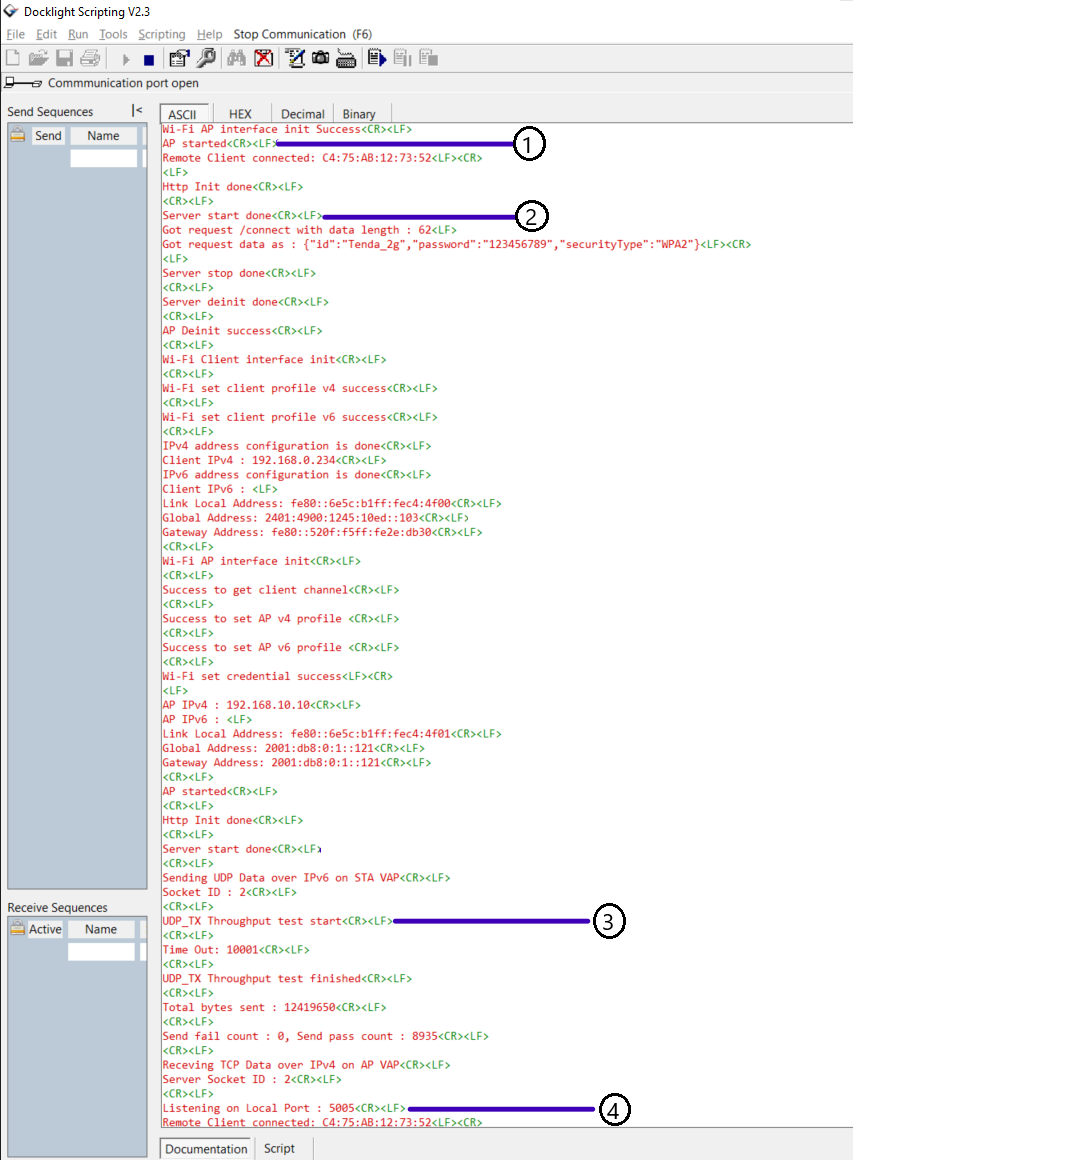 Docklight Scripting V2.3
File Edit Run Tools Scripting Help Stop Communication (F6)
Commmunication port open
Send Sequences |<
Send Name
ASCII HEX Decimal Binary
Wi-Fi AP interface init Success<CR><LF>
AP started<CR><LF> 1
Remote Client connected: C4:75:AB:12:73:52<LF><CR>
<LF>
Http Init done<CR><LF>
<CR><LF>
Server start done<CR><LF> 2
Got request /connect with data length : 62<LF>
Got request data as : {"id":"Tenda_2g","password":"123456789","securityType":"WPA2"}<LF><CR>
<LF>
Server stop done<CR><LF>
<CR><LF>
Server deinit done<CR><LF>
<CR><LF>
AP Deinit success<CR><LF>
<CR><LF>
Wi-Fi Client interface init<CR><LF>
<CR><LF>
Wi-Fi set client profile v4 success<CR><LF>
<CR><LF>
Wi-Fi set client profile v6 success<CR><LF>
<CR><LF>
IPv4 address configuration is done<CR><LF>
Client IPv4 : 192.168.0.234<CR><LF>
IPv6 address configuration is done<CR><LF>
Client IPv6 : <LF>
Link Local Address: fe80::6e5c:b1ff:fec4:4f00<CR><LF>
Global Address: 2401:4900:1245:10ed::103<CR><LF>
Gateway Address: fe80::520f:f5ff:fe2e:db30<CR><LF>
<CR><LF>
Wi-Fi AP interface init<CR><LF>
<CR><LF>
Success to get client channel<CR><LF>
<CR><LF>
Success to set AP v4 profile <CR><LF>
<CR><LF>
Success to set AP v6 profile <CR><LF>
<CR><LF>
Wi-Fi set credential success<LF><CR>
<LF>
AP IPv4 : 192.168.10.10<CR><LF>
AP IPv6 : <LF>
Link Local Address: fe80::6e5c:b1ff:fec4:4f01<CR><LF>
Global Address: 2001:db8:0:1::121<CR><LF>
Gateway Address: 2001:db8:0:1::121<CR><LF>
<CR><LF>
AP started<CR><LF>
<CR><LF>
Http Init done<CR><LF>
<CR><LF>
Server start done<CR><LF>
<CR><LF>
Sending UDP Data over IPv6 on STA VAP<CR><LF>
Socket ID : 2<CR><LF>
<CR><LF>
UDP_TX Throughput test start<CR><LF> 3
<CR><LF>
Time Out: 10001<CR><LF>
<CR><LF>
UDP_TX Throughput test finished<CR><LF>
<CR><LF>
Total bytes sent : 12419650<CR><LF>
<CR><LF>
Send fail count : 0, Send pass count : 8935<CR><LF>
<CR><LF>
Receving TCP Data over IPv4 on AP VAP<CR><LF>
Server Socket ID : 2<CR><LF>
<CR><LF>
Listening on Local Port : 5005<CR><LF> 4
Remote Client connected: C4:75:AB:12:73:52<LF><CR>
Receive Sequences
Active Name
Documentation Script